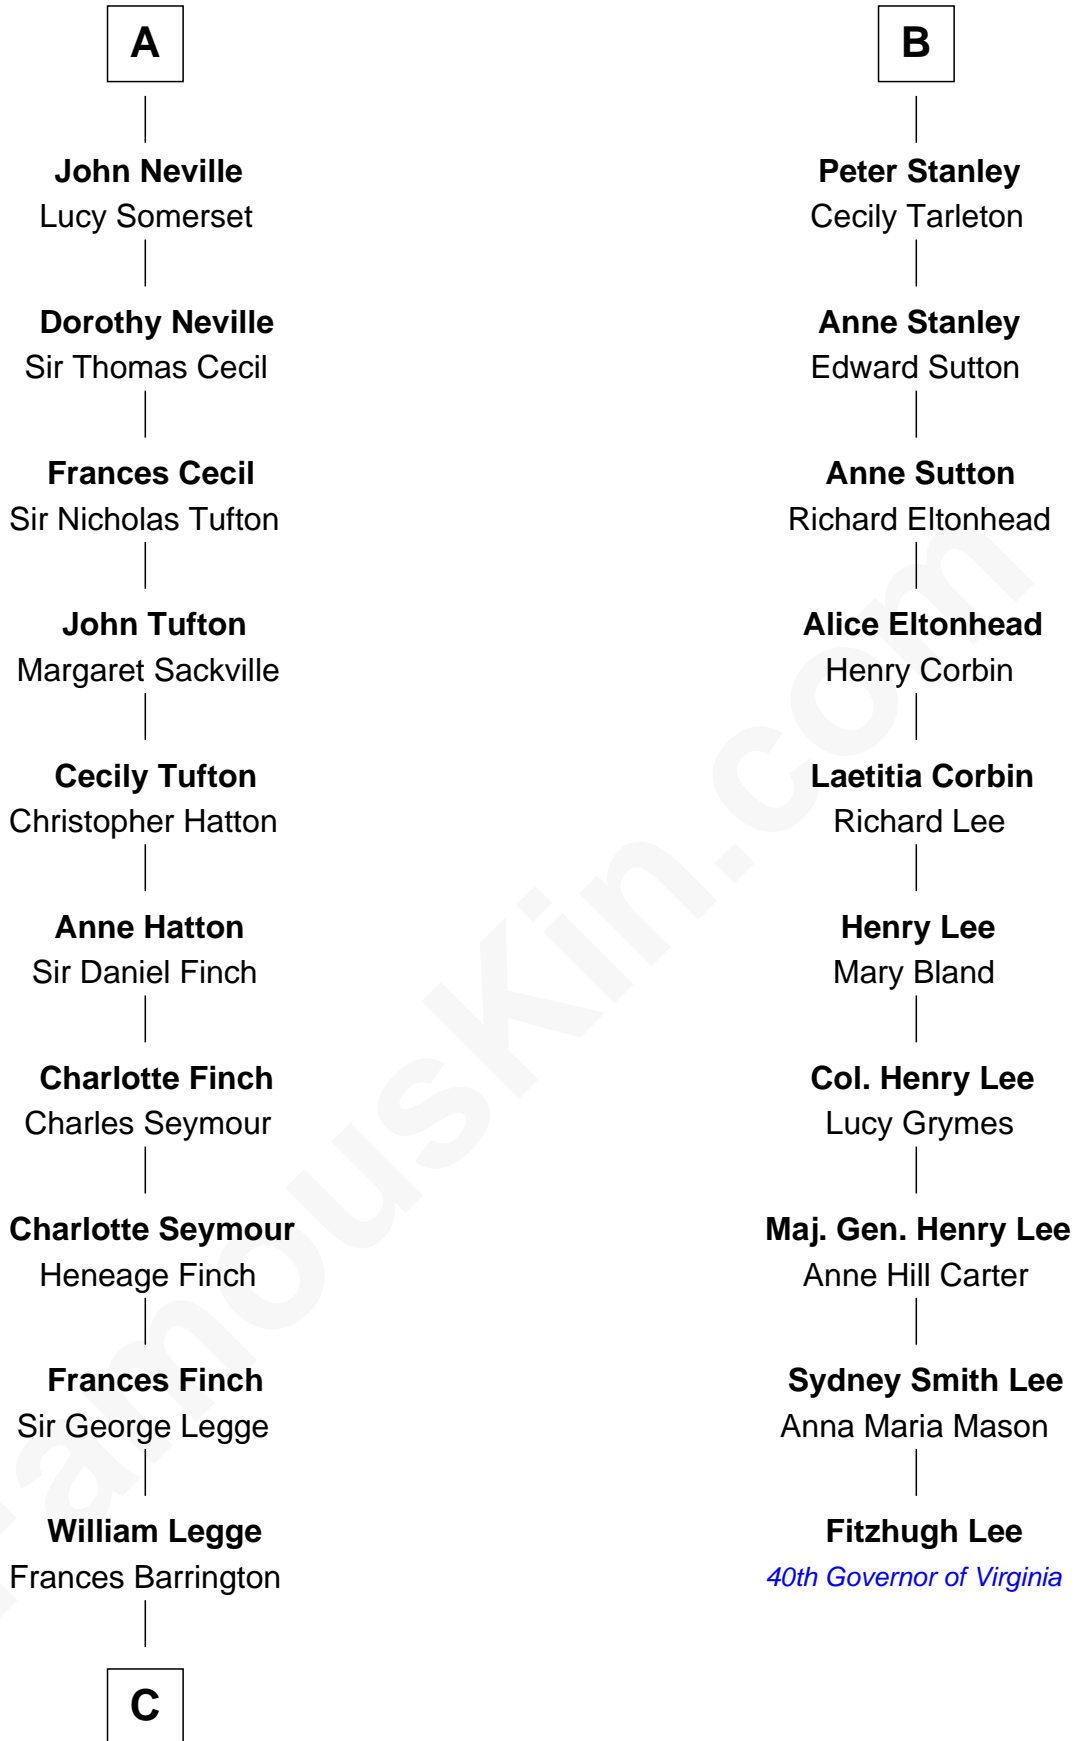 A
John Neville
Lucy Somerset
Dorothy Neville
Sir Thomas Cecil
Frances Cecil
Sir Nicholas Tufton
John Tufton
Margaret Sackville
Cecily Tufton
Christopher Hatton
Anne Hatton
Sir Daniel Finch
Charlotte Finch
Charles Seymour
Charlotte Seymour
Heneage Finch
Frances Finch
Sir George Legge
William Legge
Frances Barrington
C
B
Peter Stanley
Cecily Tarleton
Anne Stanley
Edward Sutton
Anne Sutton
Richard Eltonhead
Alice Eltonhead
Henry Corbin
Laetitia Corbin
Richard Lee
Henry Lee
Mary Bland
Col. Henry Lee
Lucy Grymes
Maj. Gen. Henry Lee
Anne Hill Carter
Sydney Smith Lee
Anna Maria Mason
Fitzhugh Lee
40th Governor of Virginia
FamousKin.com